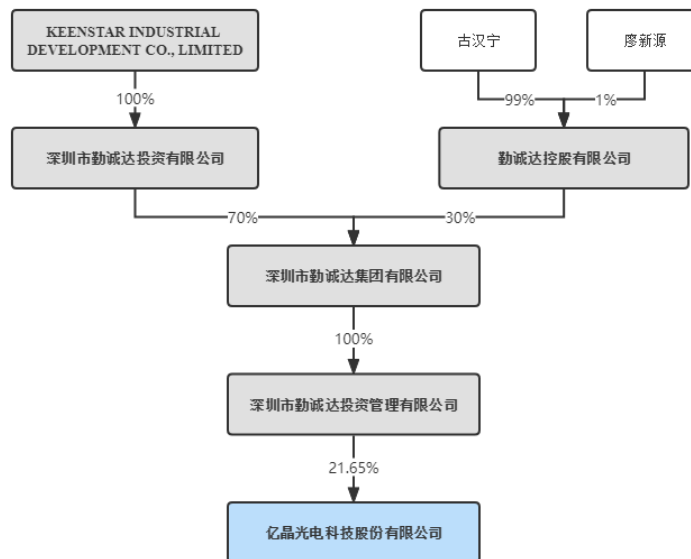 KEENSTAR INDUSTRIAL
DEVELOPMENT CO., LIMITED
古汉宁
廖新源
100%
99%
1%
深圳市勤诚达投资有限公司
勤诚达控股有限公司
70%
30%
深圳市勤诚达集团有限公司
100%
深圳市勤诚达投资管理有限公司
21.65%
亿晶光电科技股份有限公司